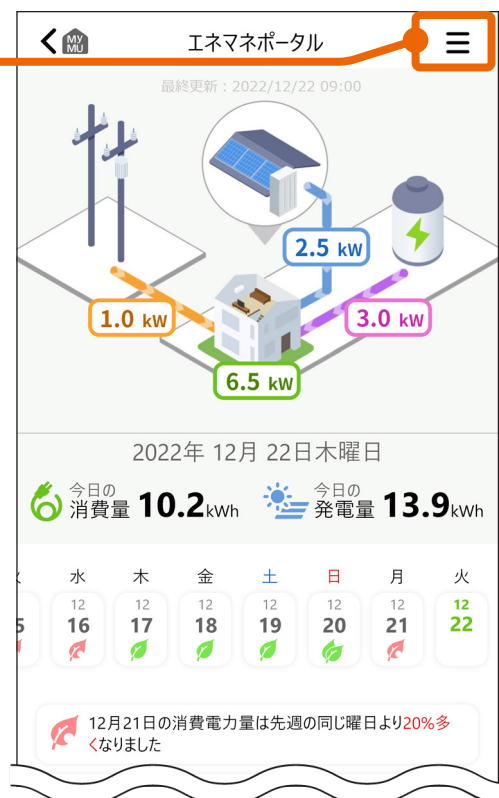 MY
MU
エネマネポータル
最終更新：2022/12/22 09:00
2.5 kW
1.0 kW
3.0 kW
6.5 kW
2022年 12月 22日木曜日
今日の
消費量 10.2kWh
今日の
発電量 13.9kWh
水 木 金 土 日 月 火
12 12 12 12 12 12 12
5 16 17 18 19 20 21 22
12月21日の消費電力量は先週の同じ曜日より20%多
くなりました